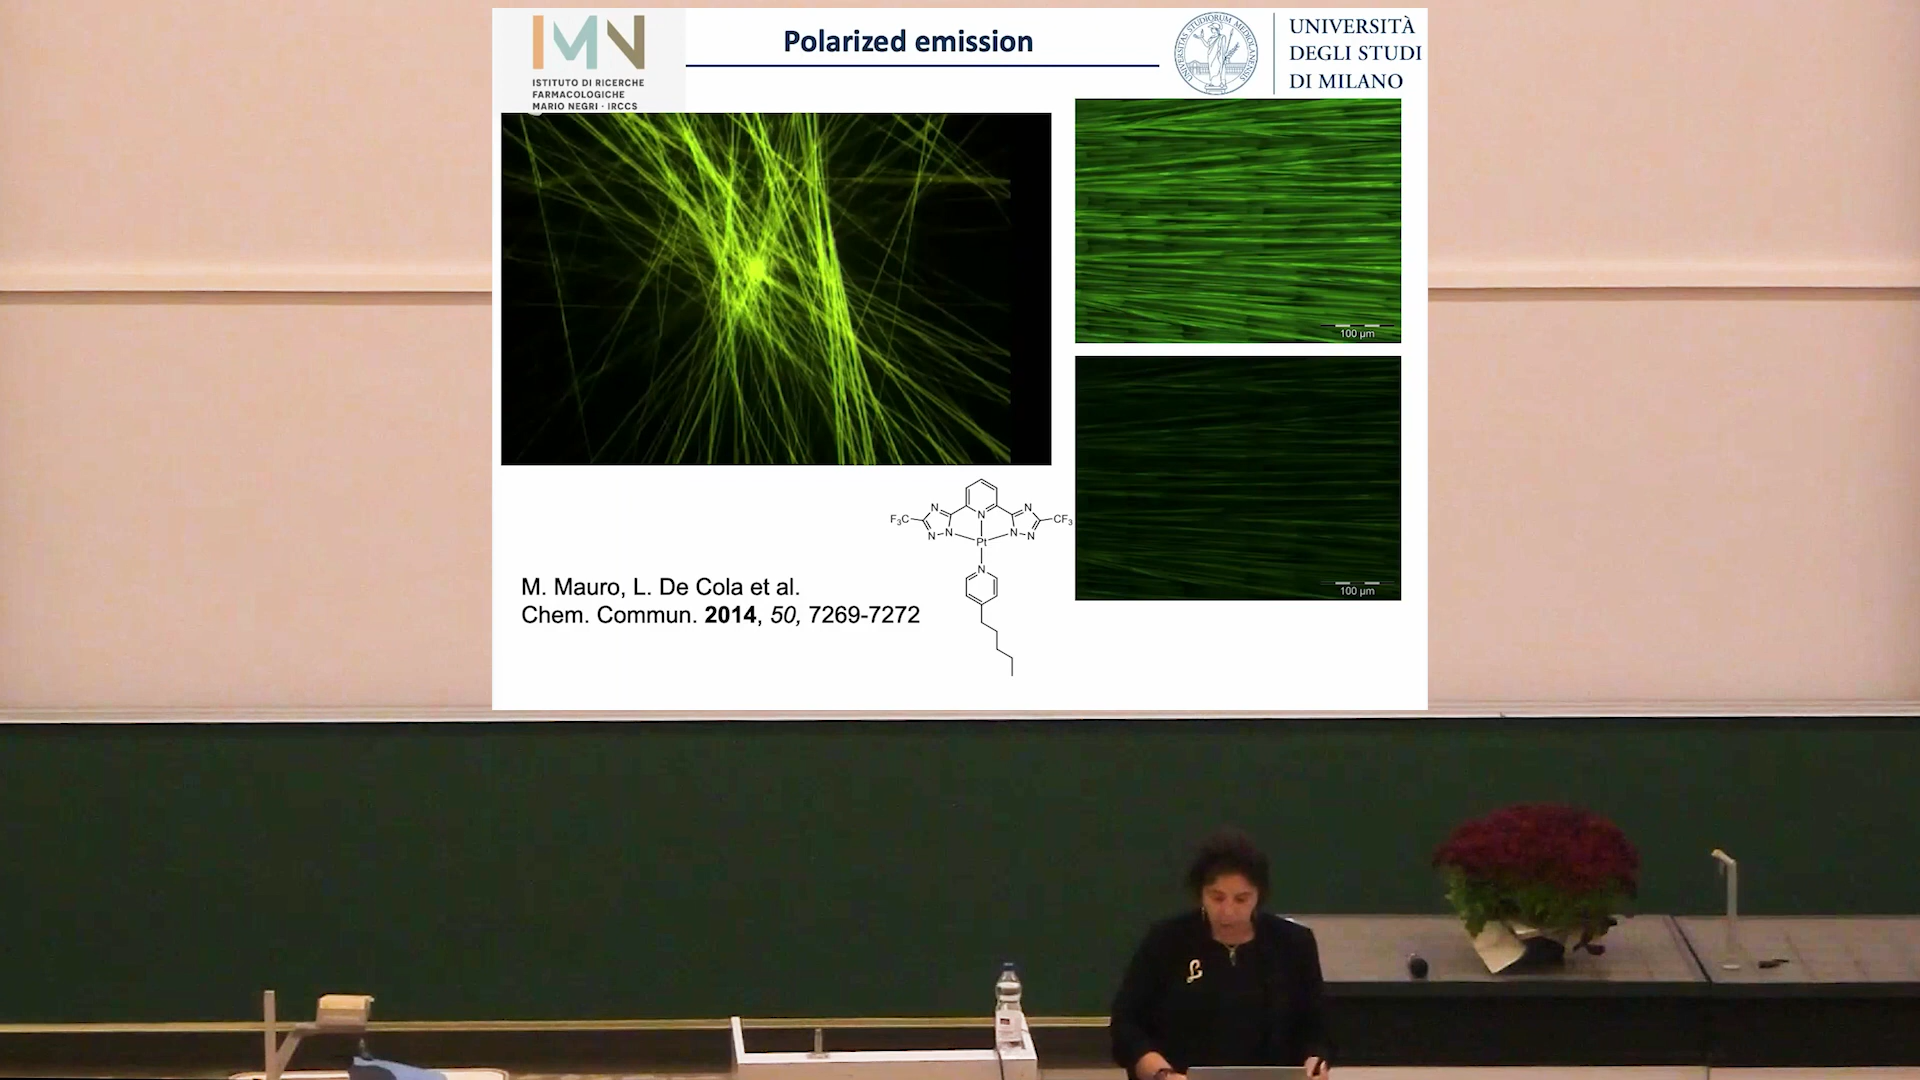 IMN
ISTITUTO DI RICERCHE
FARMACOLOGICHE
MARIO NEGRI · IRCCS
Polarized emission
UNIVERSITÀ
DEGLI STUDI
DI MILANO
100 µm
100 µm
F₃C
N
N
N
N
N
N
N
CF₃
Pt
N
M. Mauro, L. De Cola et al.
Chem. Commun. 2014, 50, 7269-7272